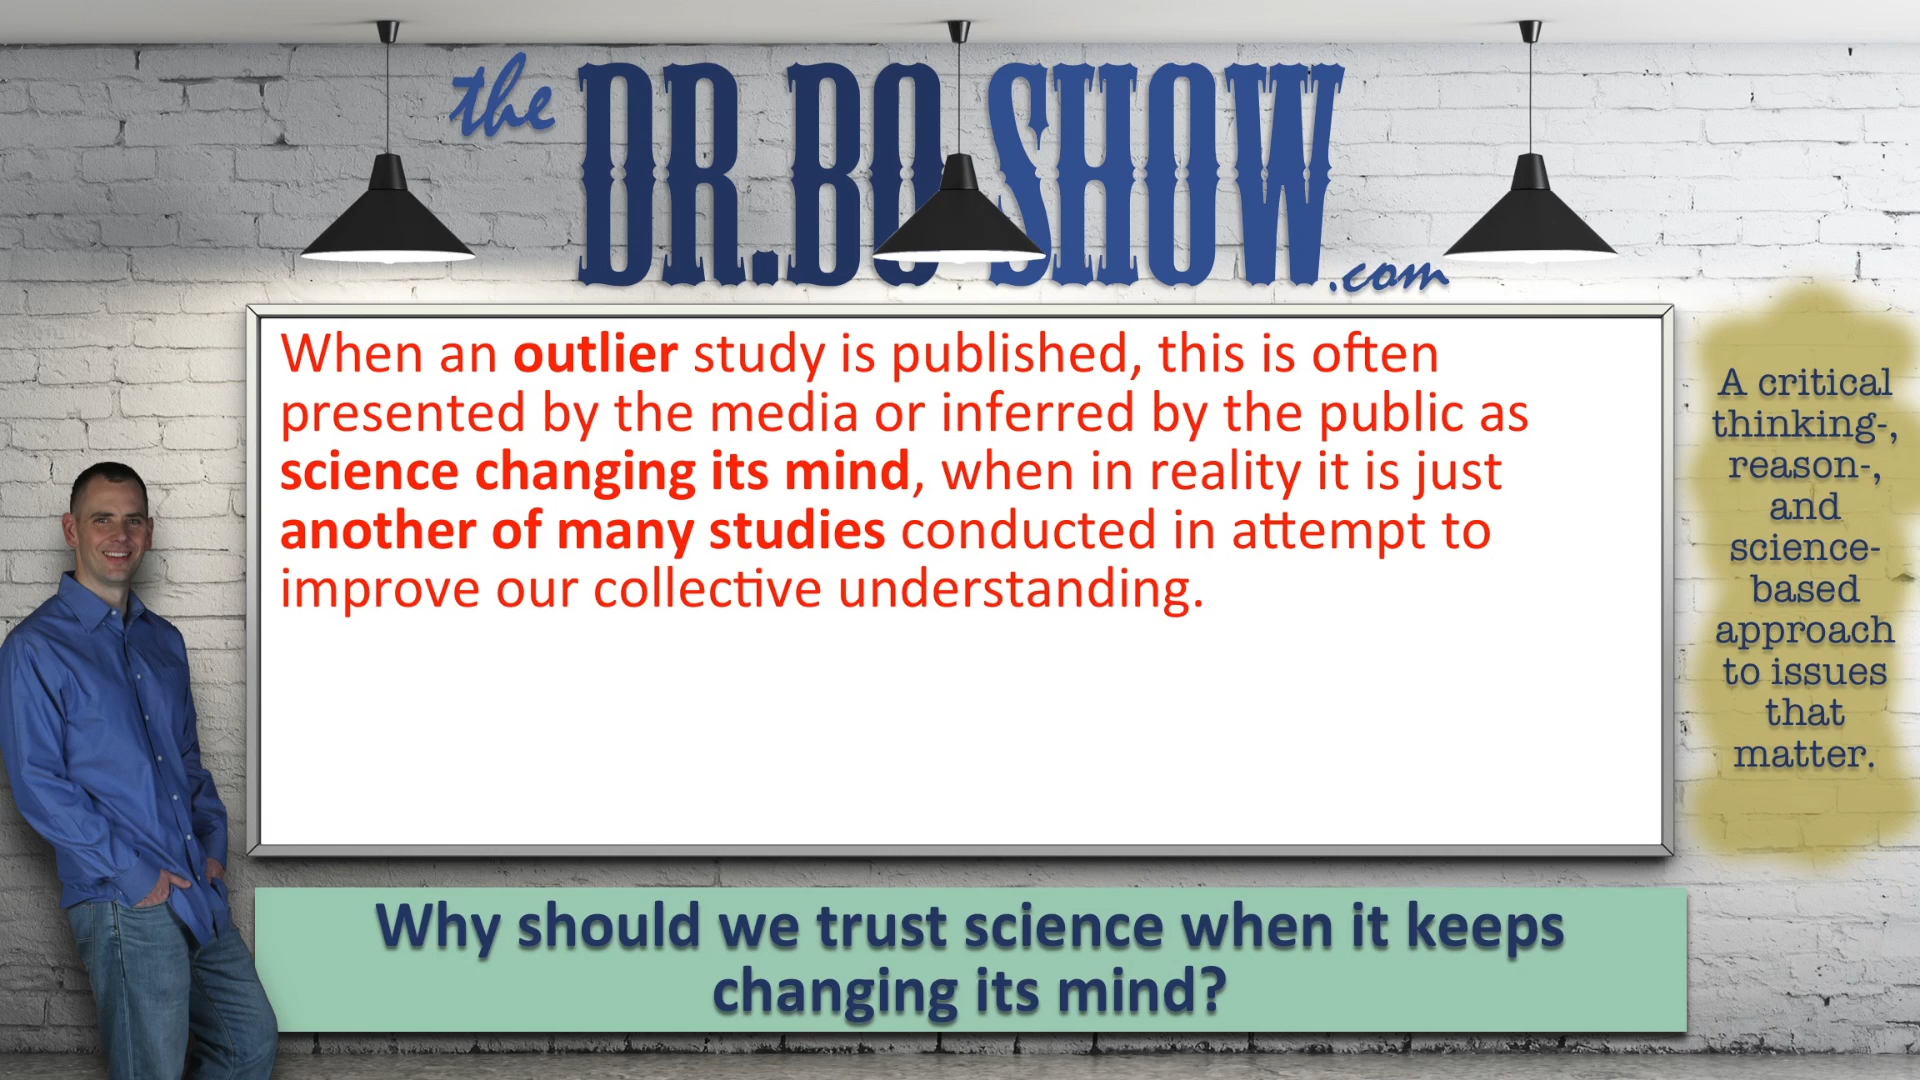 the DR.BO SHOW.com
When an outlier study is published, this is often
presented by the media or inferred by the public as
science changing its mind, when in reality it is just
another of many studies conducted in attempt to
improve our collective understanding.
A critical
thinking-,
reason-,
and
science-
based
approach
to issues
that
matter.
Why should we trust science when it keeps
changing its mind?